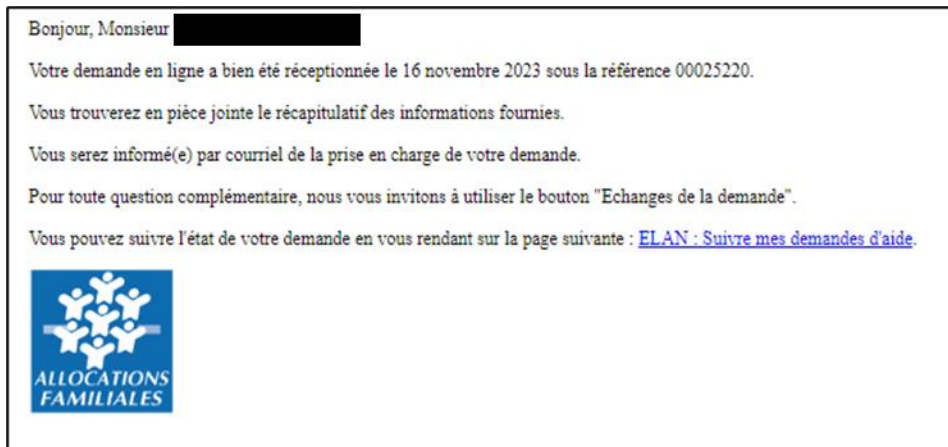 Bonjour, Monsieur
Votre demande en ligne a bien été réceptionnée le 16 novembre 2023 sous la référence 00025220.
Vous trouverez en pièce jointe le récapitulatif des informations fournies.
Vous serez informé(e) par courriel de la prise en charge de votre demande.
Pour toute question complémentaire, nous vous invitons à utiliser le bouton "Echanges de la demande".
Vous pouvez suivre l'état de votre demande en vous rendant sur la page suivante : ELAN : Suivre mes demandes d'aide.
ALLOCATIONS
FAMILIALES